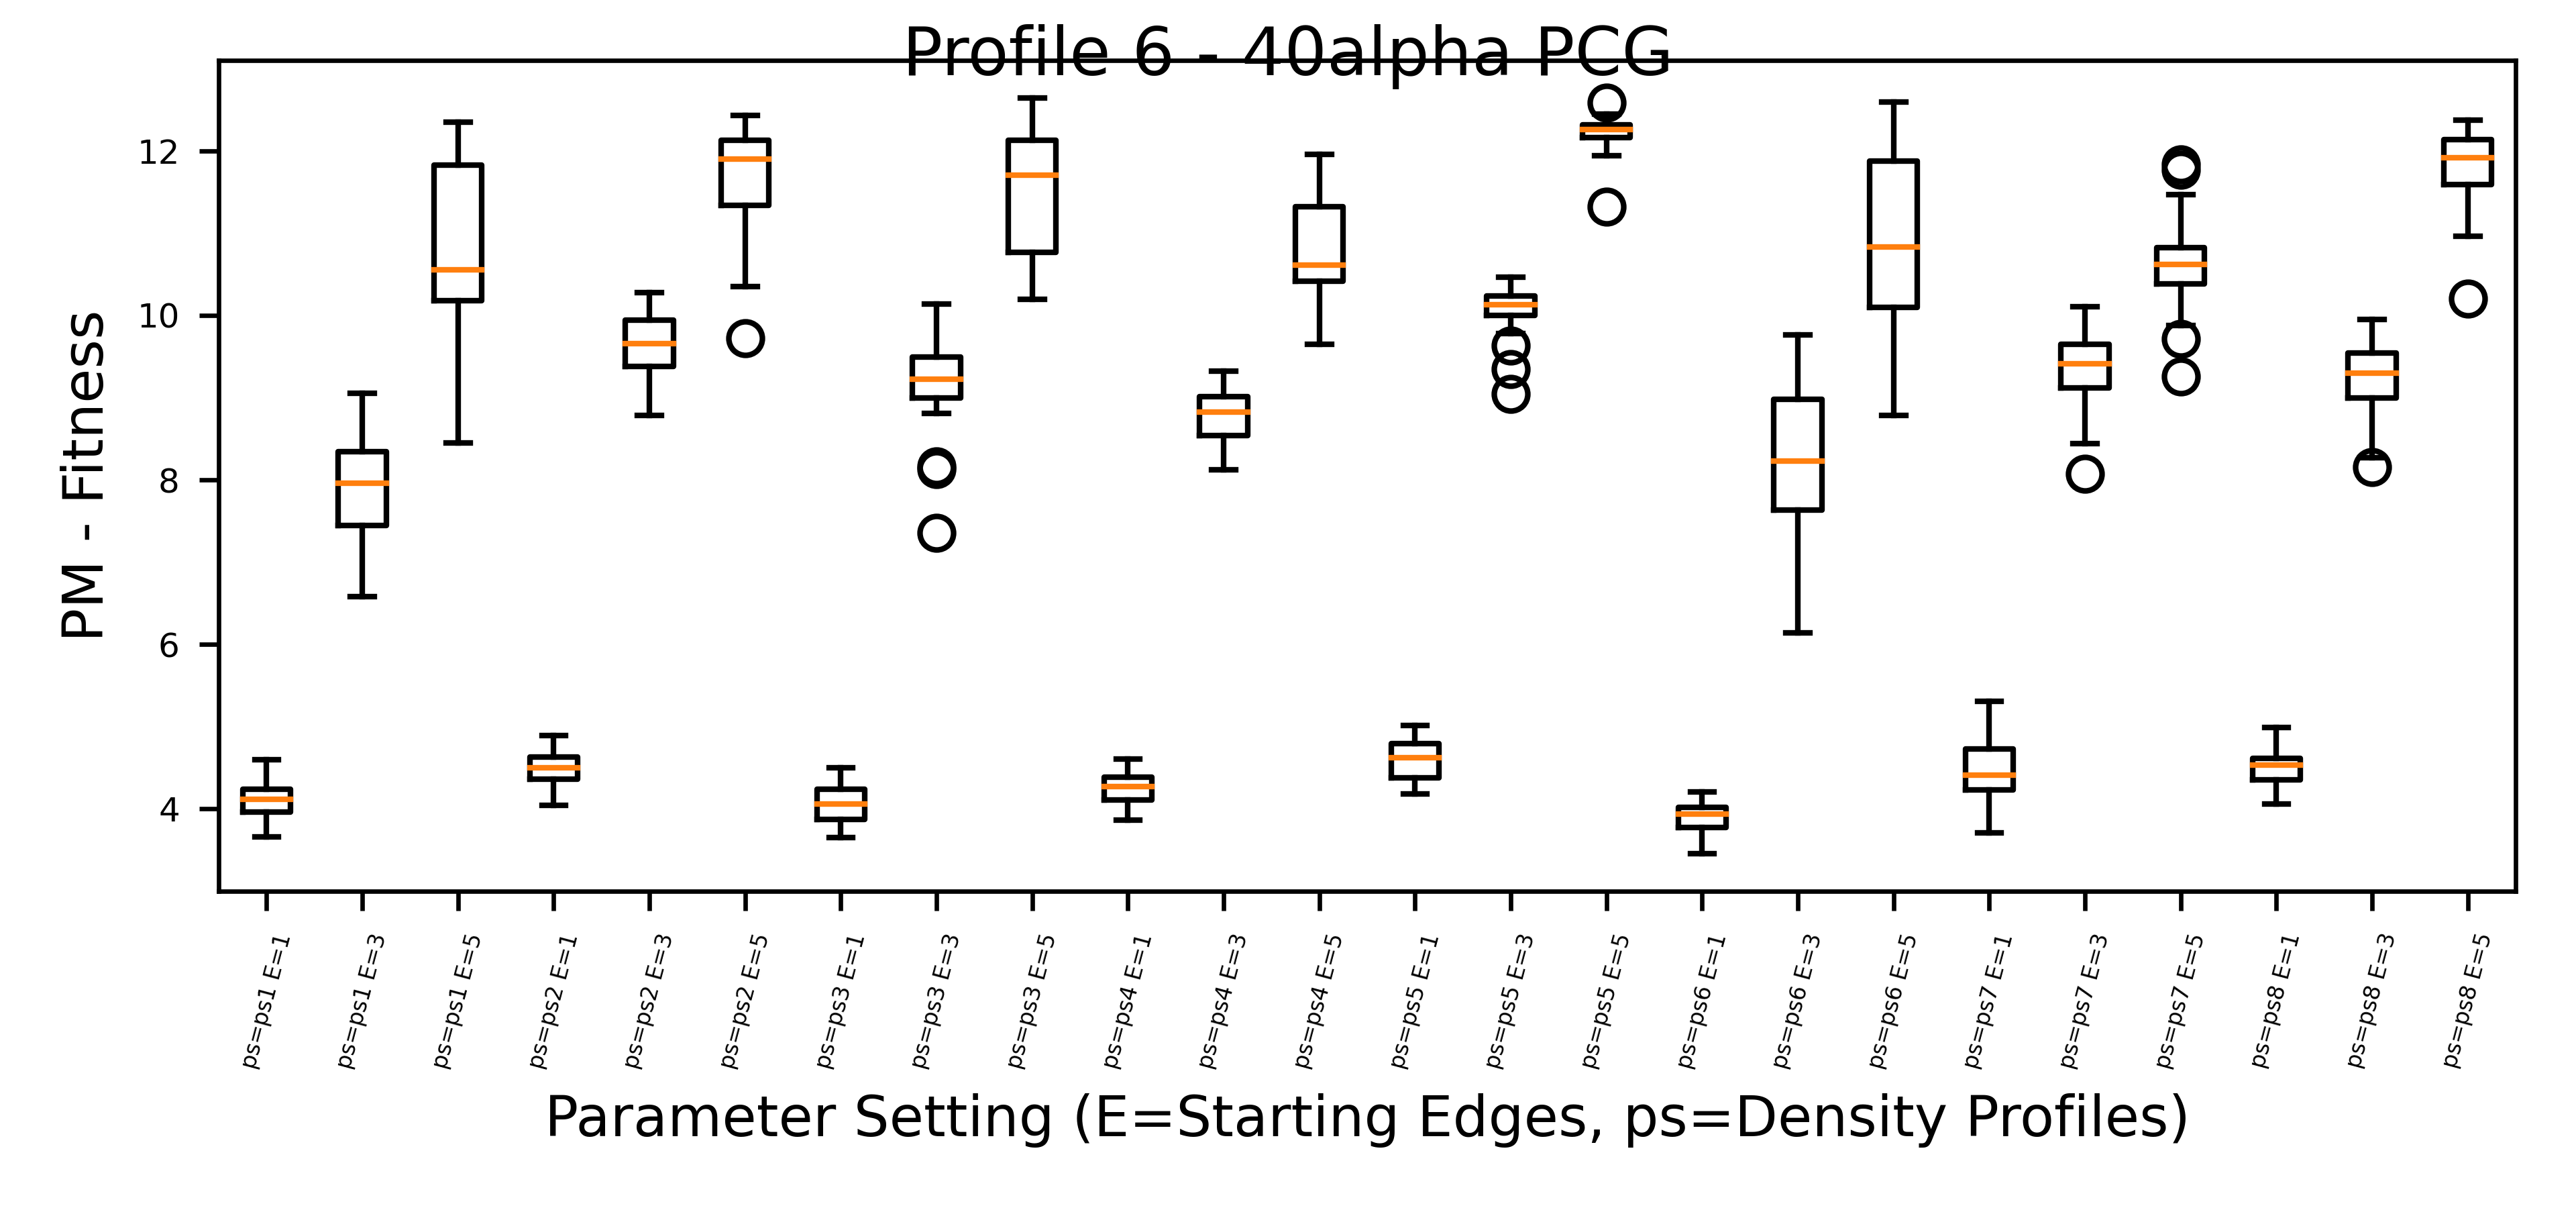 Profile 6 - 40alpha PCG
PM - Fitness
12
10
8
6
4
ps=ps1 E=1
ps=ps1 E=3
ps=ps1 E=5
ps=ps2 E=1
ps=ps2 E=3
ps=ps2 E=5
ps=ps3 E=1
ps=ps3 E=3
ps=ps3 E=5
ps=ps4 E=1
ps=ps4 E=3
ps=ps4 E=5
ps=ps5 E=1
ps=ps5 E=3
ps=ps5 E=5
ps=ps6 E=1
ps=ps6 E=3
ps=ps6 E=5
ps=ps7 E=1
ps=ps7 E=3
ps=ps7 E=5
ps=ps8 E=1
ps=ps8 E=3
ps=ps8 E=5
Parameter Setting (E=Starting Edges, ps=Density Profiles)